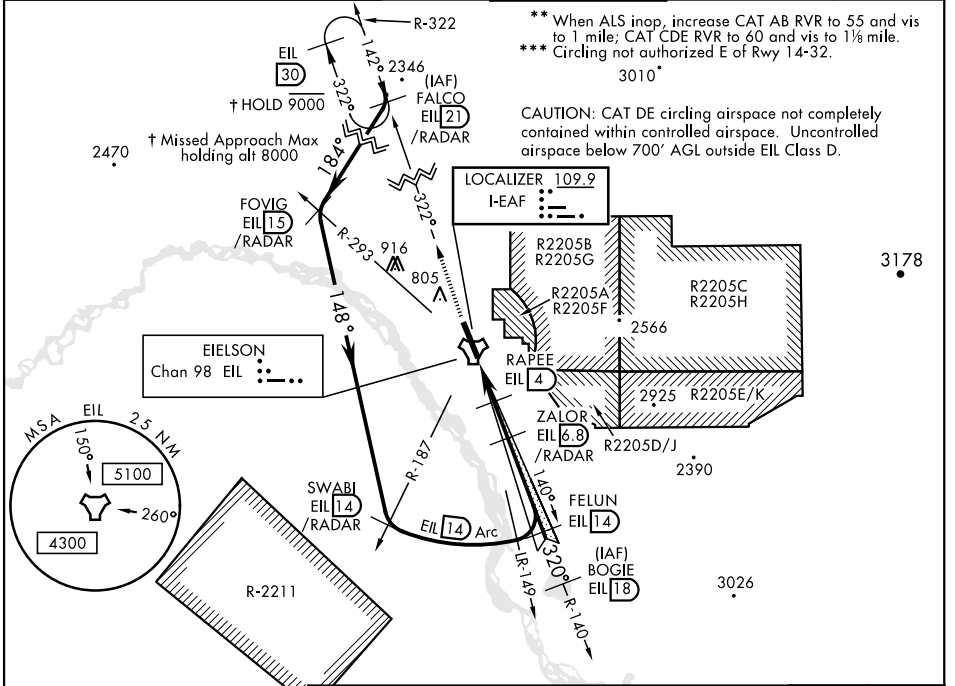 ** When ALS inop, increase CAT AB RVR to 55 and vis
to 1 mile; CAT CDE RVR to 60 and vis to 1⅛ mile.
*** Circling not authorized E of Rwy 14-32.
CAUTION: CAT DE circling airspace not completely
contained within controlled airspace. Uncontrolled
airspace below 700' AGL outside EIL Class D.
R-322
EIL
30
† HOLD 9000
322°
142°
2346
3010
(IAF)
FALCO
EIL 21
/RADAR
† Missed Approach Max
holding alt 8000
2470
184°
322°
LOCALIZER 109.9
I-EAF
FOVIG
EIL 15
/RADAR
R-293
916
805
R2205B
R2205G
R2205A
R2205F
R2205C
R2205H
3178
2566
148°
EIELSON
Chan 98 EIL
RAPEE
EIL 4
2925
R2205E/K
R2205D/J
ZALOR
EIL 6.8
/RADAR
2390
MSA EIL 25 NM
150°
5100
260°
4300
R-187
SWABI
EIL 14
/RADAR
EIL 14 Arc
140°
FELUN
EIL 14
320°
(IAF)
BOGIE
EIL 18
LR-149
R-140
3026
R-2211